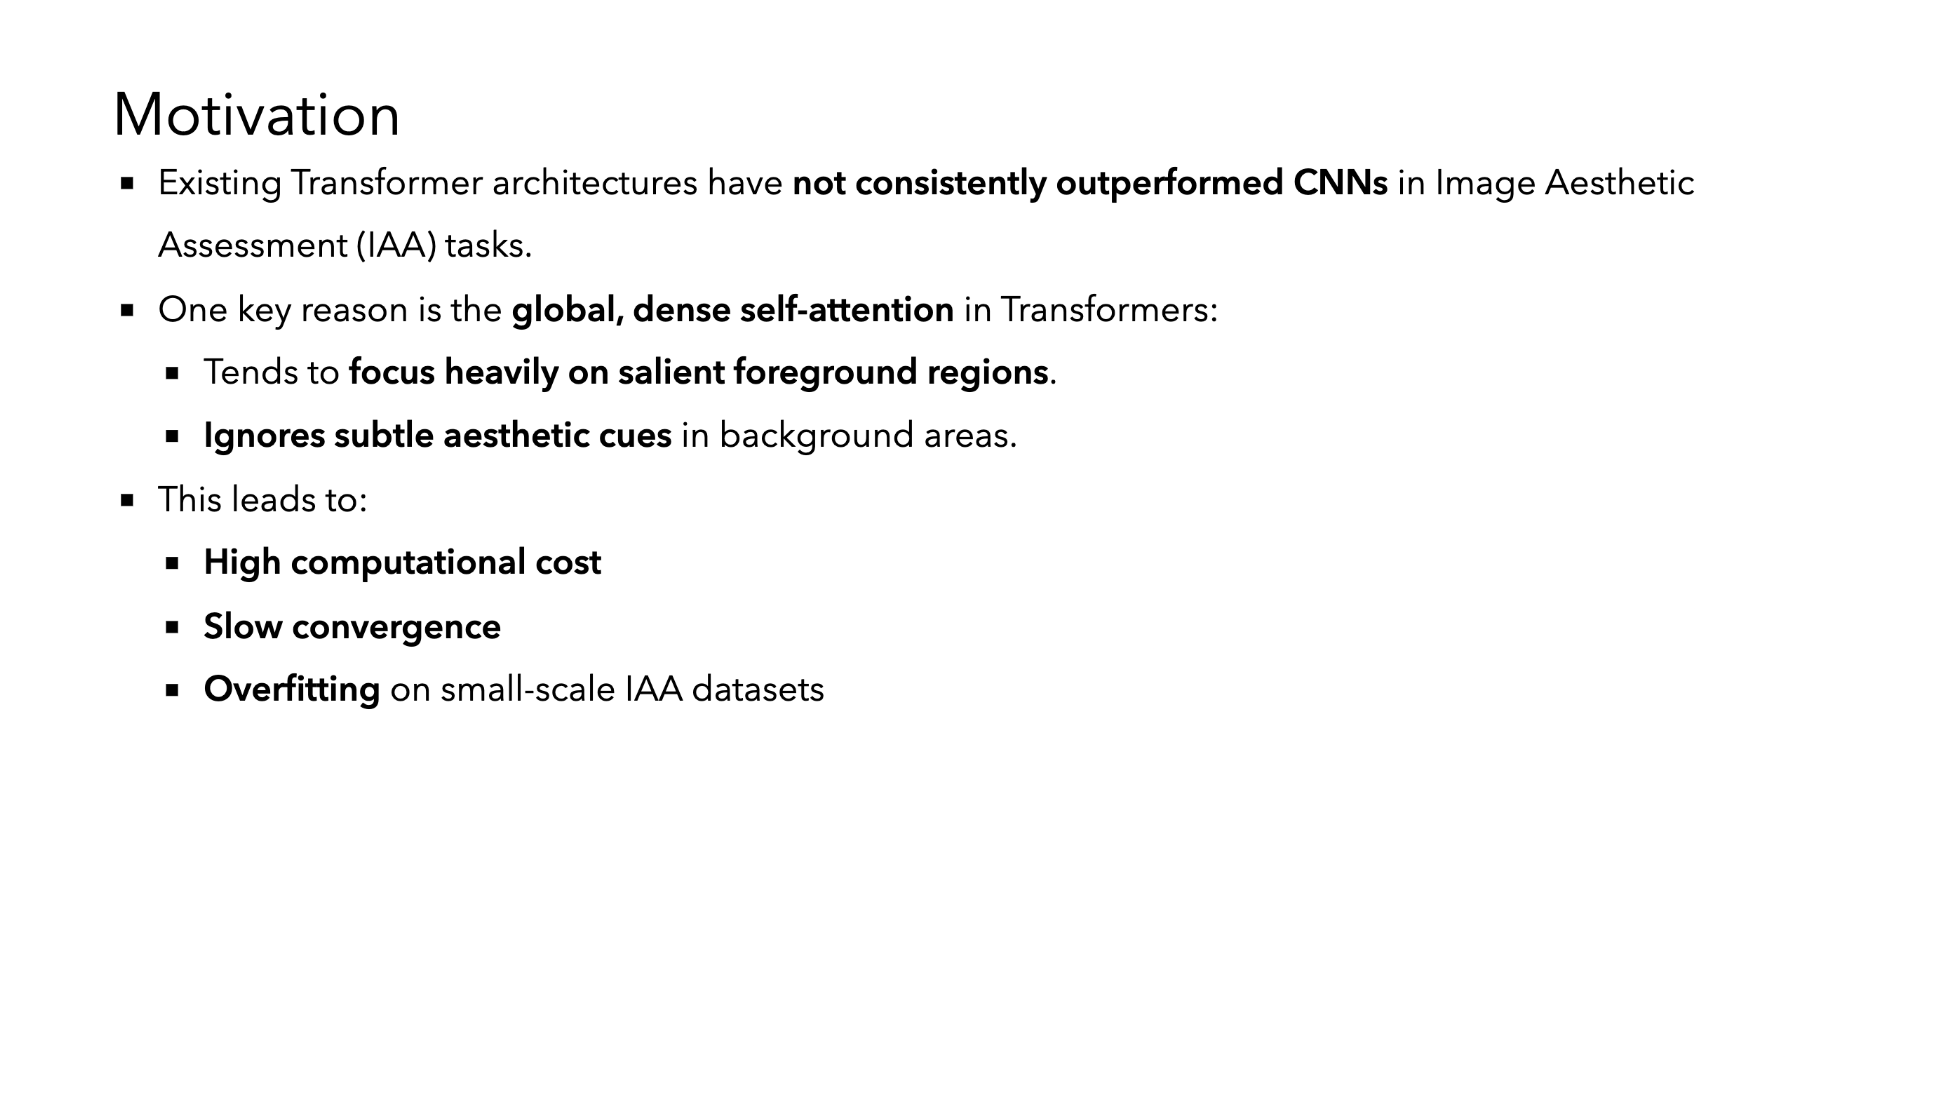 Motivation
▪ Existing Transformer architectures have not consistently outperformed CNNs in Image Aesthetic
Assessment (IAA) tasks.
▪ One key reason is the global, dense self-attention in Transformers:
▪ Tends to focus heavily on salient foreground regions.
▪ Ignores subtle aesthetic cues in background areas.
▪ This leads to:
▪ High computational cost
▪ Slow convergence
▪ Overfitting on small-scale IAA datasets